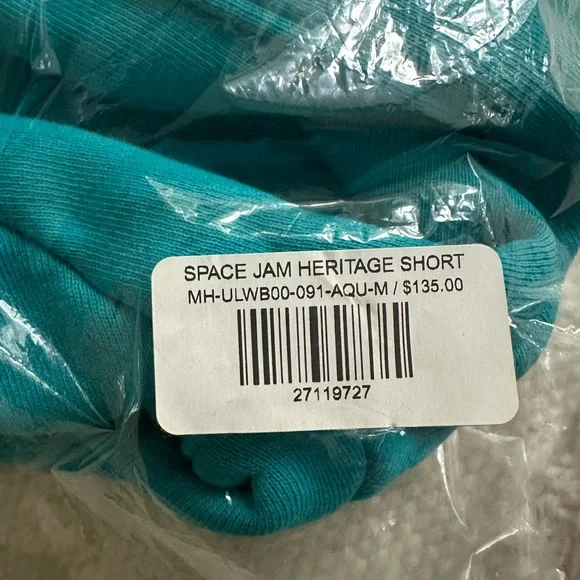 SPACE JAM HERITAGE SHORT
MH-ULWB00-091-AQU-M / $135.00
27119727